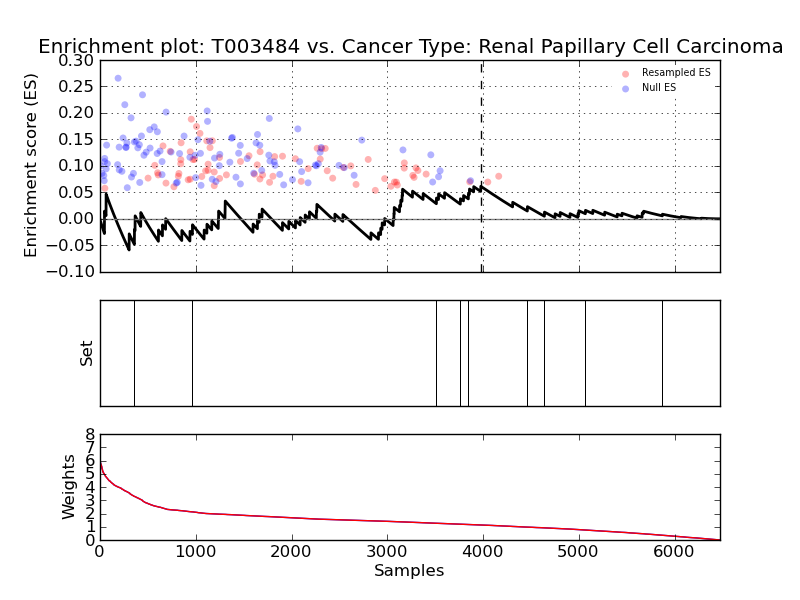 Enrichment plot: T003484 vs. Cancer Type: Renal Papillary Cell Carcinoma
0.30
0.25
0.20
0.15
0.10
0.05
0.00
−0.05
−0.10
Enrichment score (ES)
Resampled ES
Null ES
Set
8
7
6
5
4
3
2
1
0
Weights
0 1000 2000 3000 4000 5000 6000
Samples